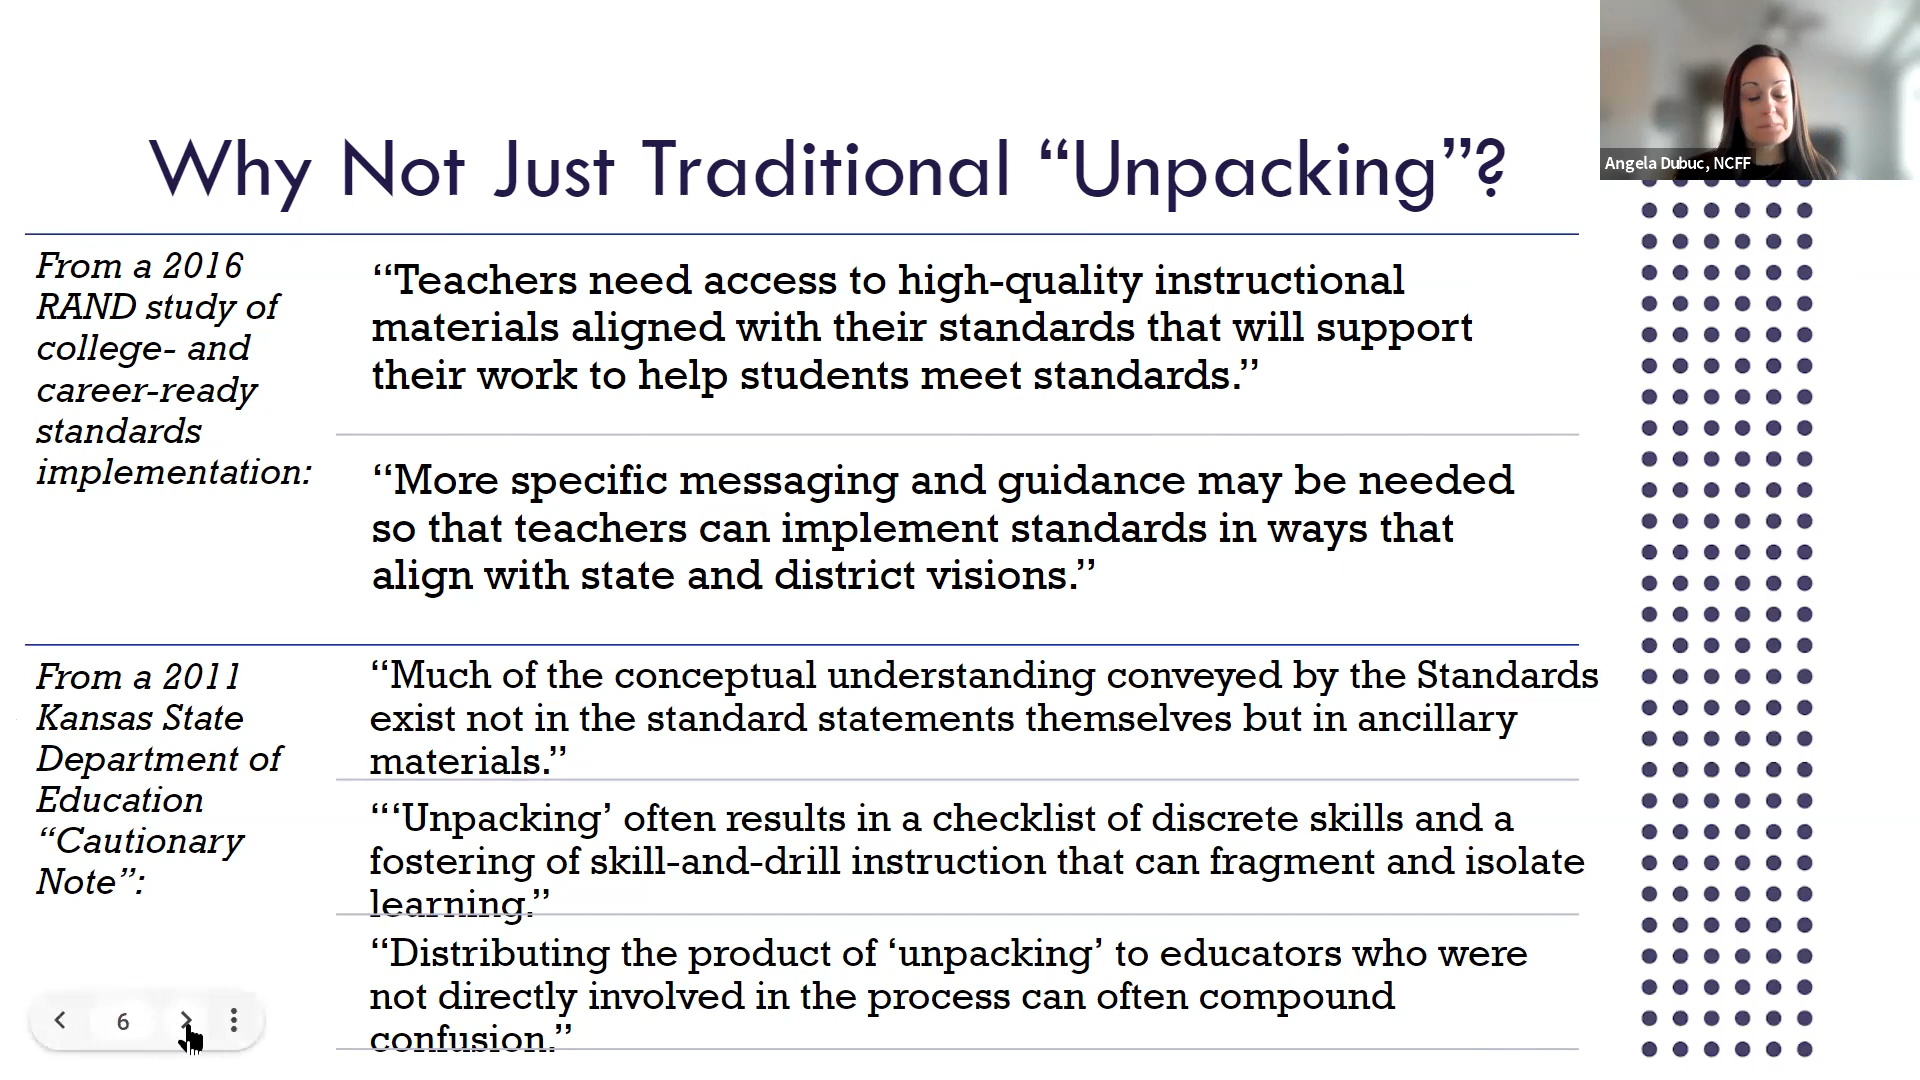 Why Not Just Traditional “Unpacking”?
Angela Dubuc, NCFF
From a 2016
RAND study of
college- and
career-ready
standards
implementation:
“Teachers need access to high-quality instructional
materials aligned with their standards that will support
their work to help students meet standards.”
“More specific messaging and guidance may be needed
so that teachers can implement standards in ways that
align with state and district visions.”
From a 2011
Kansas State
Department of
Education
“Cautionary
Note”:
“Much of the conceptual understanding conveyed by the Standards
exist not in the standard statements themselves but in ancillary
materials.”
“‘Unpacking’ often results in a checklist of discrete skills and a
fostering of skill-and-drill instruction that can fragment and isolate
learning.”
“Distributing the product of ‘unpacking’ to educators who were
not directly involved in the process can often compound
confusion.”
6